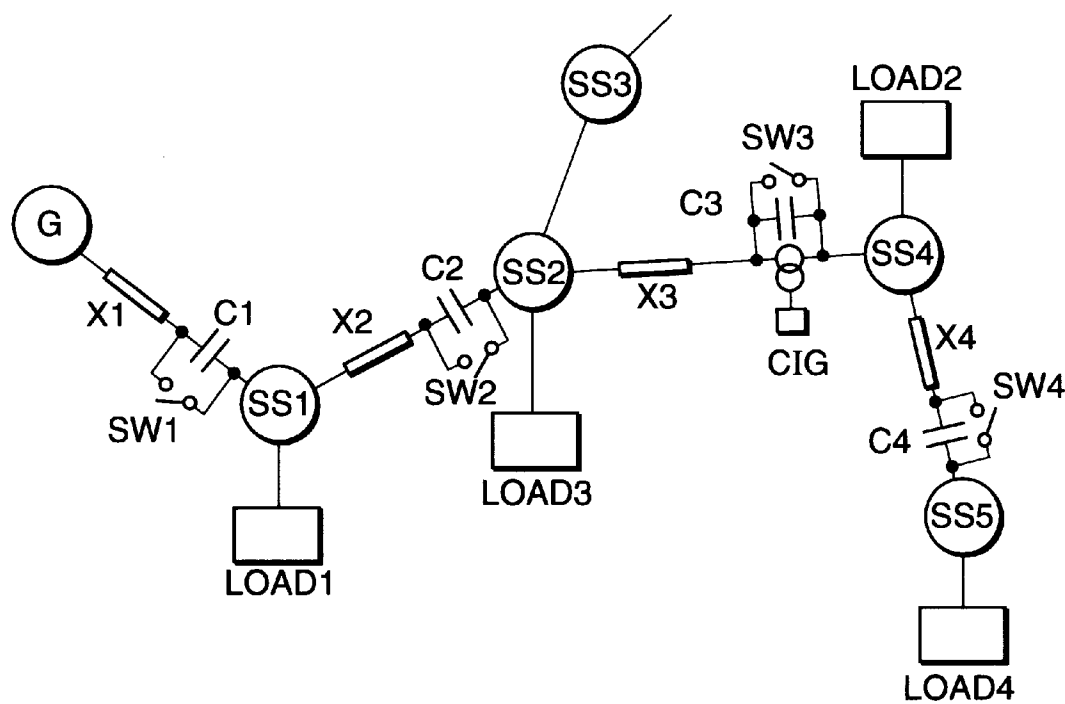 SS3
LOAD2
SW3
C3
G
SS2
SS4
C2
X1
C1
X2
X3
CIG
X4
SW2
SW4
SS1
SW1
C4
LOAD3
SS5
LOAD1
LOAD4